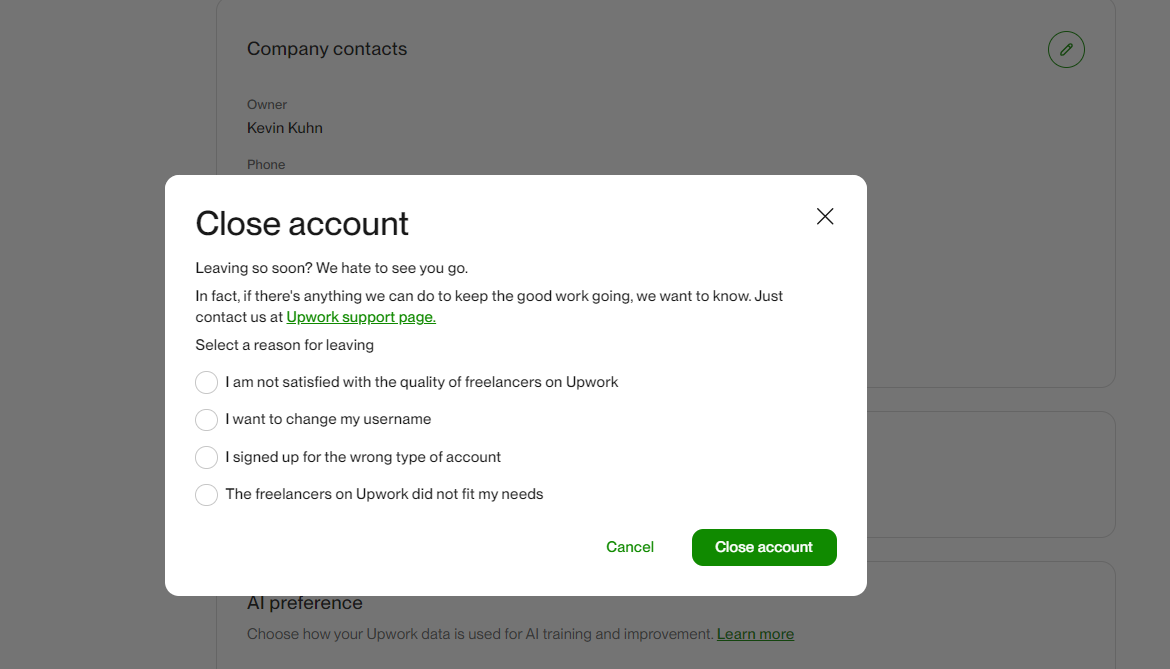 Company contacts
Owner
Kevin Kuhn
Phone
Close account
Leaving so soon? We hate to see you go.
In fact, if there's anything we can do to keep the good work going, we want to know. Just
contact us at Upwork support page.
Select a reason for leaving
I am not satisfied with the quality of freelancers on Upwork
I want to change my username
I signed up for the wrong type of account
The freelancers on Upwork did not fit my needs
Cancel Close account
AI preference
Choose how your Upwork data is used for AI training and improvement. Learn more